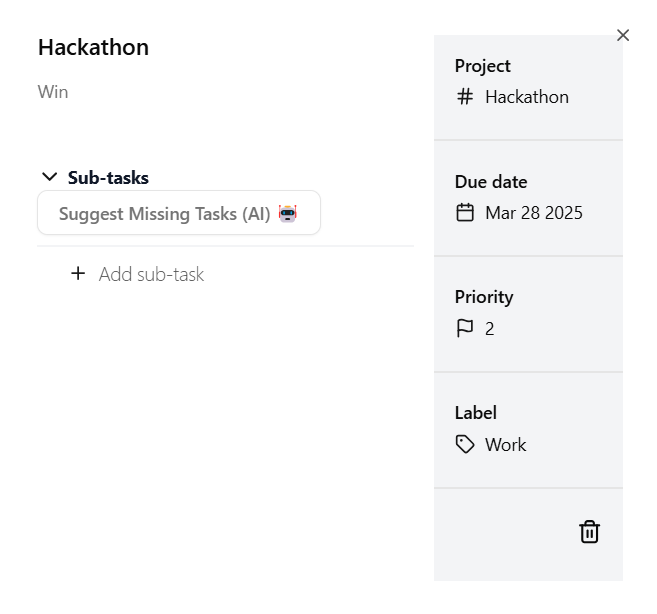 Hackathon
Win
Sub-tasks
Suggest Missing Tasks (AI) 🤖
Add sub-task
Project
Hackathon
Due date
Mar 28 2025
Priority
2
Label
Work